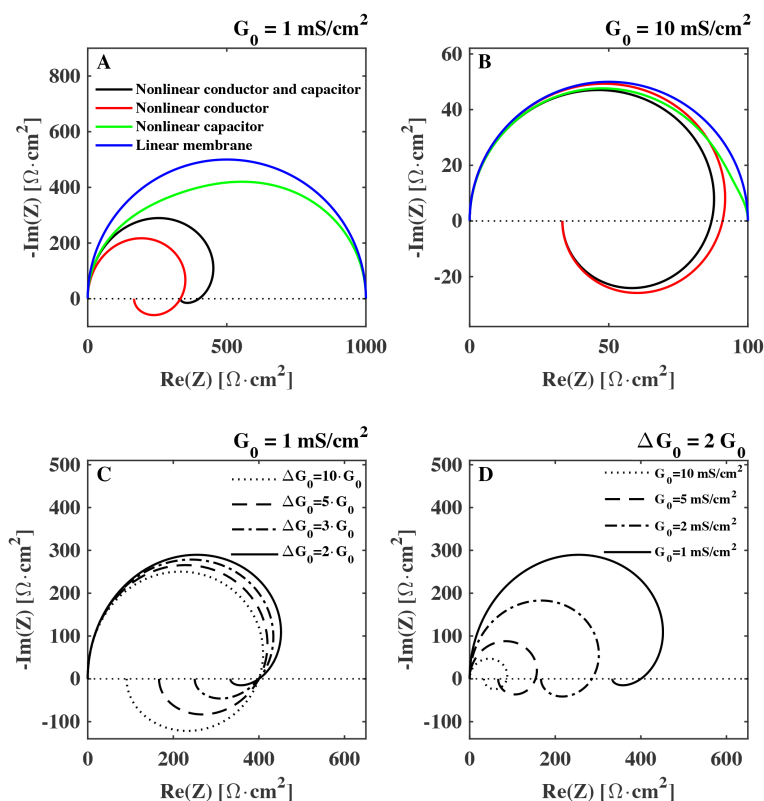 G₀ = 1 mS/cm²
A
Nonlinear conductor and capacitor
Nonlinear conductor
Nonlinear capacitor
Linear membrane
800
600
400
200
0
-Im(Z) [Ω·cm²]
0 500 1000
Re(Z) [Ω·cm²]
G₀ = 10 mS/cm²
B
60
40
20
0
-20
-Im(Z) [Ω·cm²]
0 50 100
Re(Z) [Ω·cm²]
G₀ = 1 mS/cm²
C
ΔG₀=10·G₀
ΔG₀=5·G₀
ΔG₀=3·G₀
ΔG₀=2·G₀
500
400
300
200
100
0
-100
-Im(Z) [Ω·cm²]
0 200 400 600
Re(Z) [Ω·cm²]
ΔG₀ = 2 G₀
D
G₀=10 mS/cm²
G₀=5 mS/cm²
G₀=2 mS/cm²
G₀=1 mS/cm²
500
400
300
200
100
0
-100
-Im(Z) [Ω·cm²]
0 200 400 600
Re(Z) [Ω·cm²]